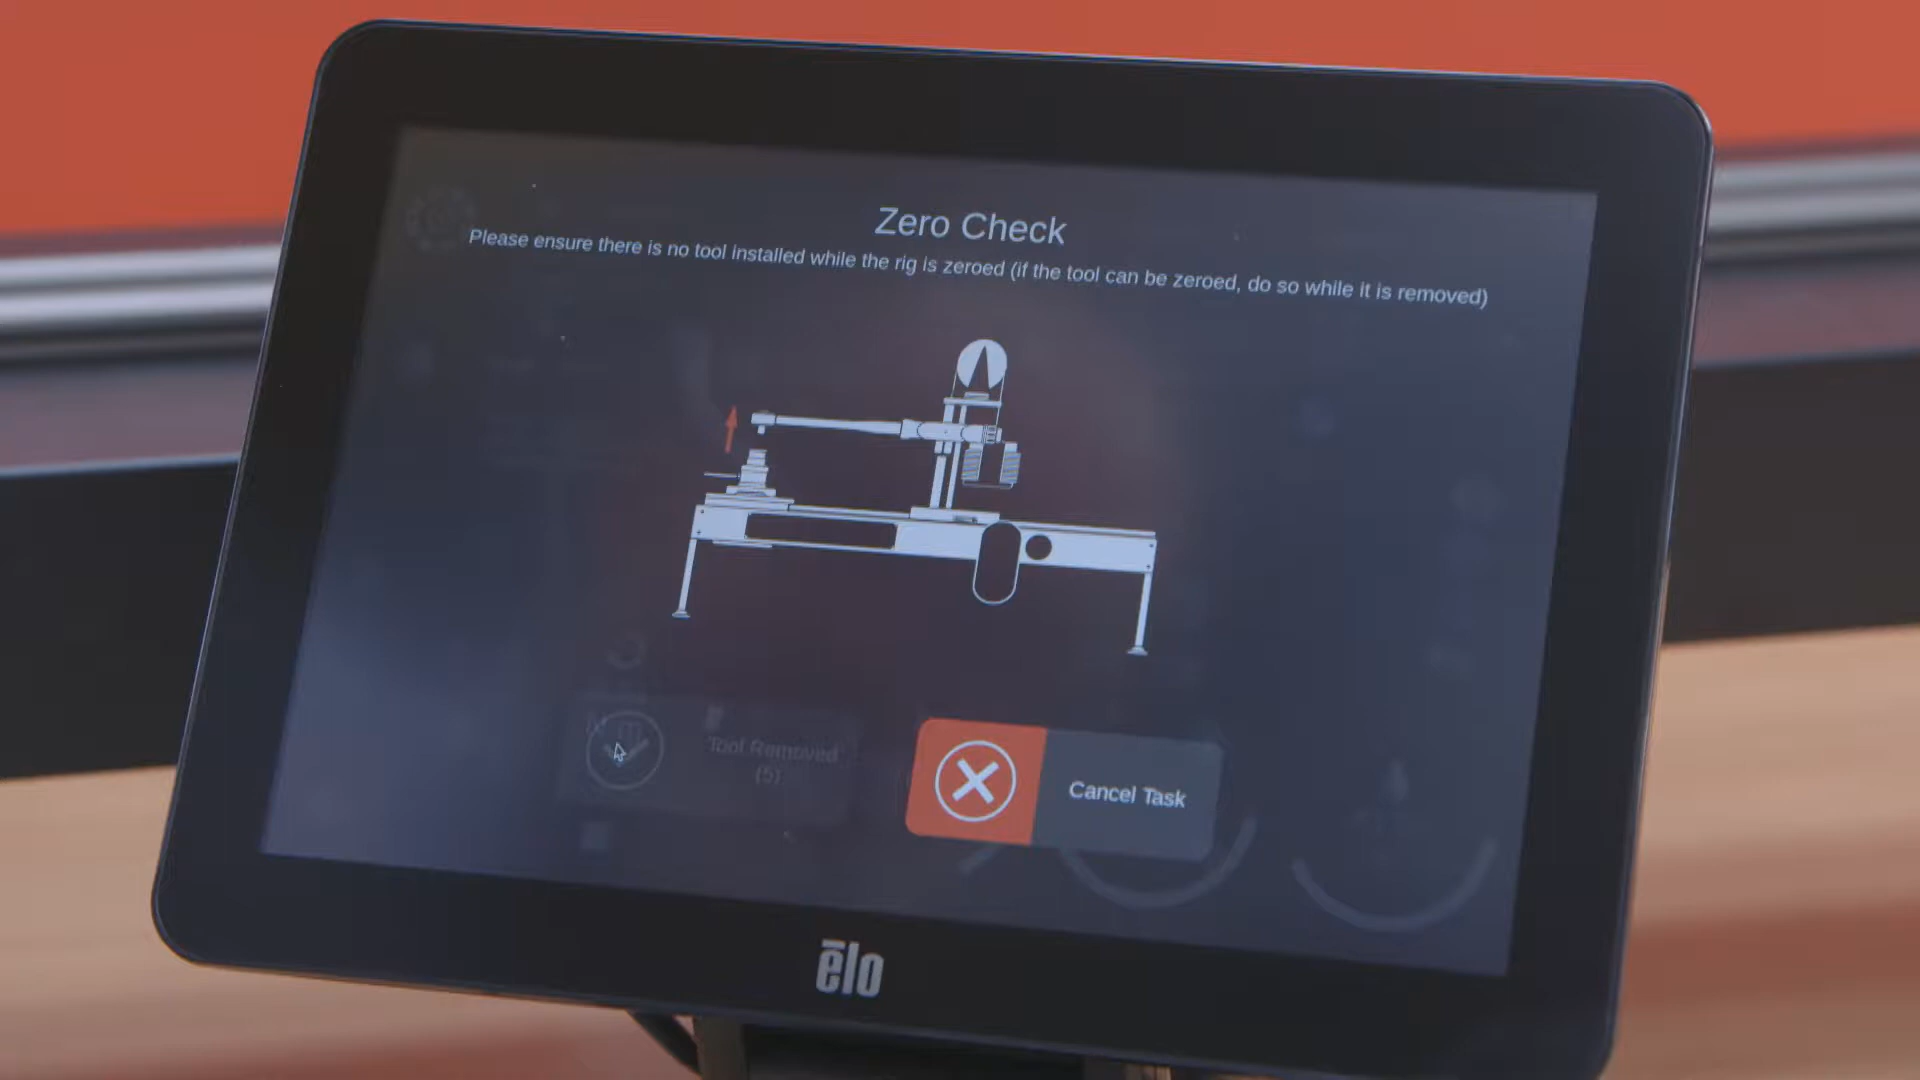 Zero Check
Please ensure there is no tool installed while the rig is zeroed (if the tool can be zeroed, do so while it is removed)
Tool Removed
(5)
Cancel Task
ēlo